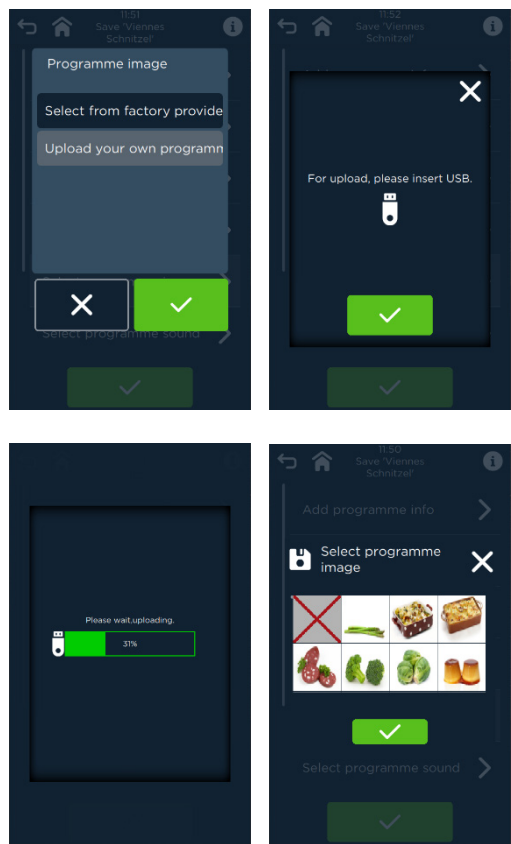 11:51
Save 'Viennes
Schnitzel'
Programme image
Select from factory provide
Upload your own programm
Select programme sound
11.52
Save 'Viennes
Schnitzel'
For upload, please insert USB.
Please wait,uploading.
31%
11.50
Save 'Viennes
Schnitzel'
Add programme info
Select programme
image
Select programme sound